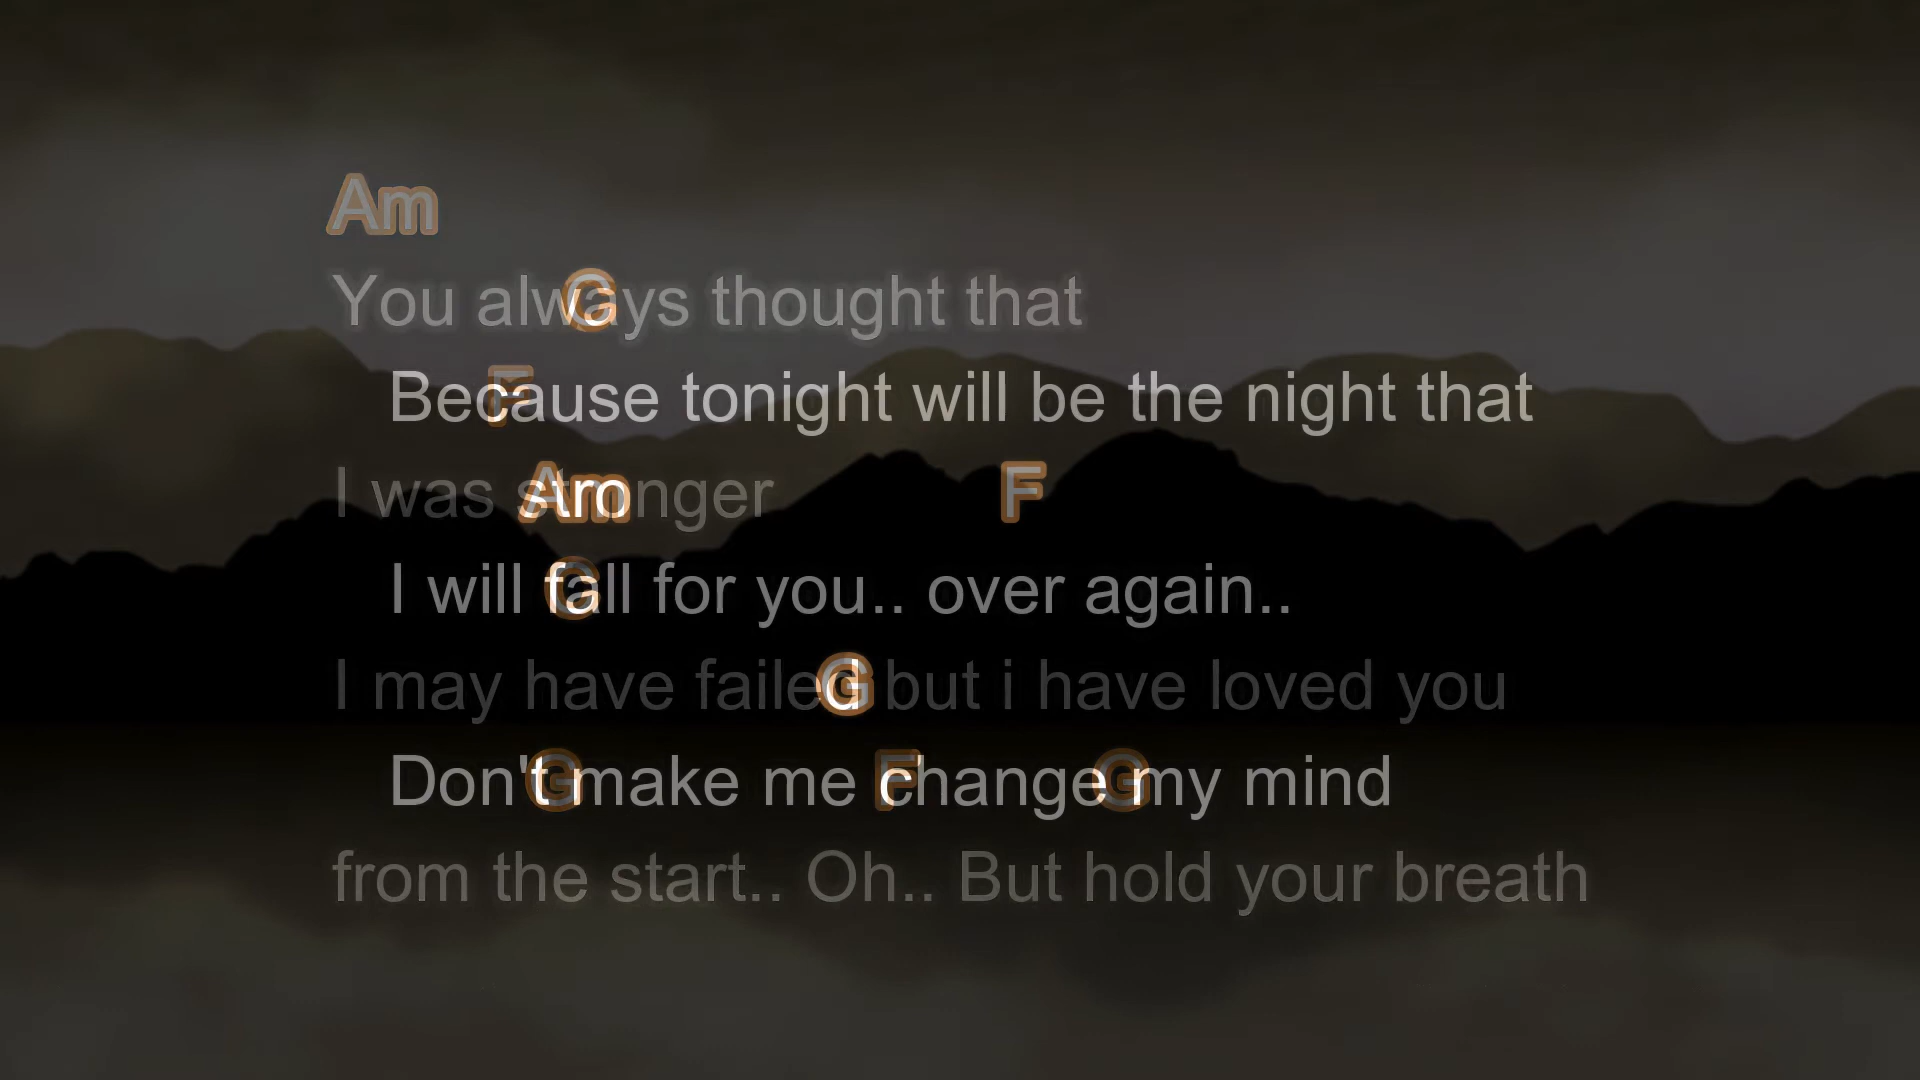 Am
G
You always thought that
F
Because tonight will be the night that
Am F
I was stronger
G
I will fall for you.. over again..
G
I may have failed but i have loved you
G F G
Don't make me change my mind
from the start.. Oh.. But hold your breath